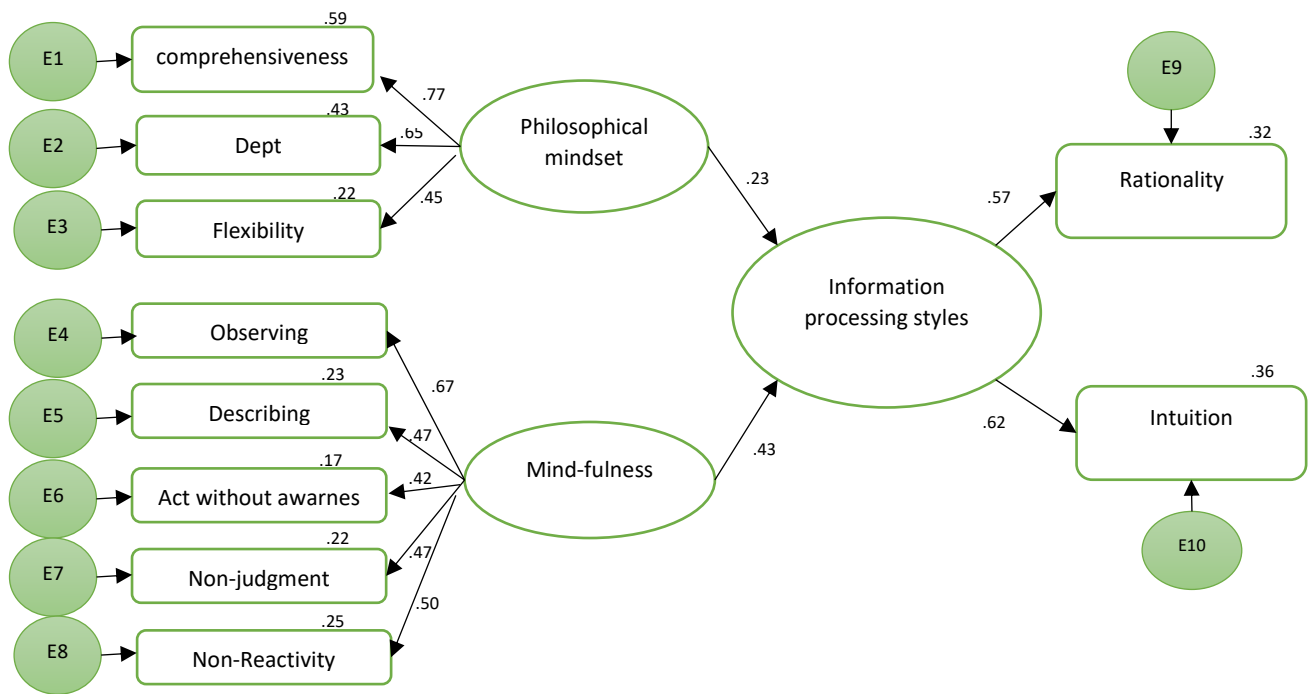 .59
E1
comprehensiveness
.77
.43
E2
Dept
.65
Philosophical
mindset
.22
E3
Flexibility
.45
.23
E9
.32
Rationality
.57
Information
processing styles
E4
Observing
.67
.23
E5
Describing
.47
.17
E6
Act without awarnes
.42
Mind-fulness
.43
.22
E7
Non-judgment
.47
.25
E8
Non-Reactivity
.50
.36
Intuition
.62
E10